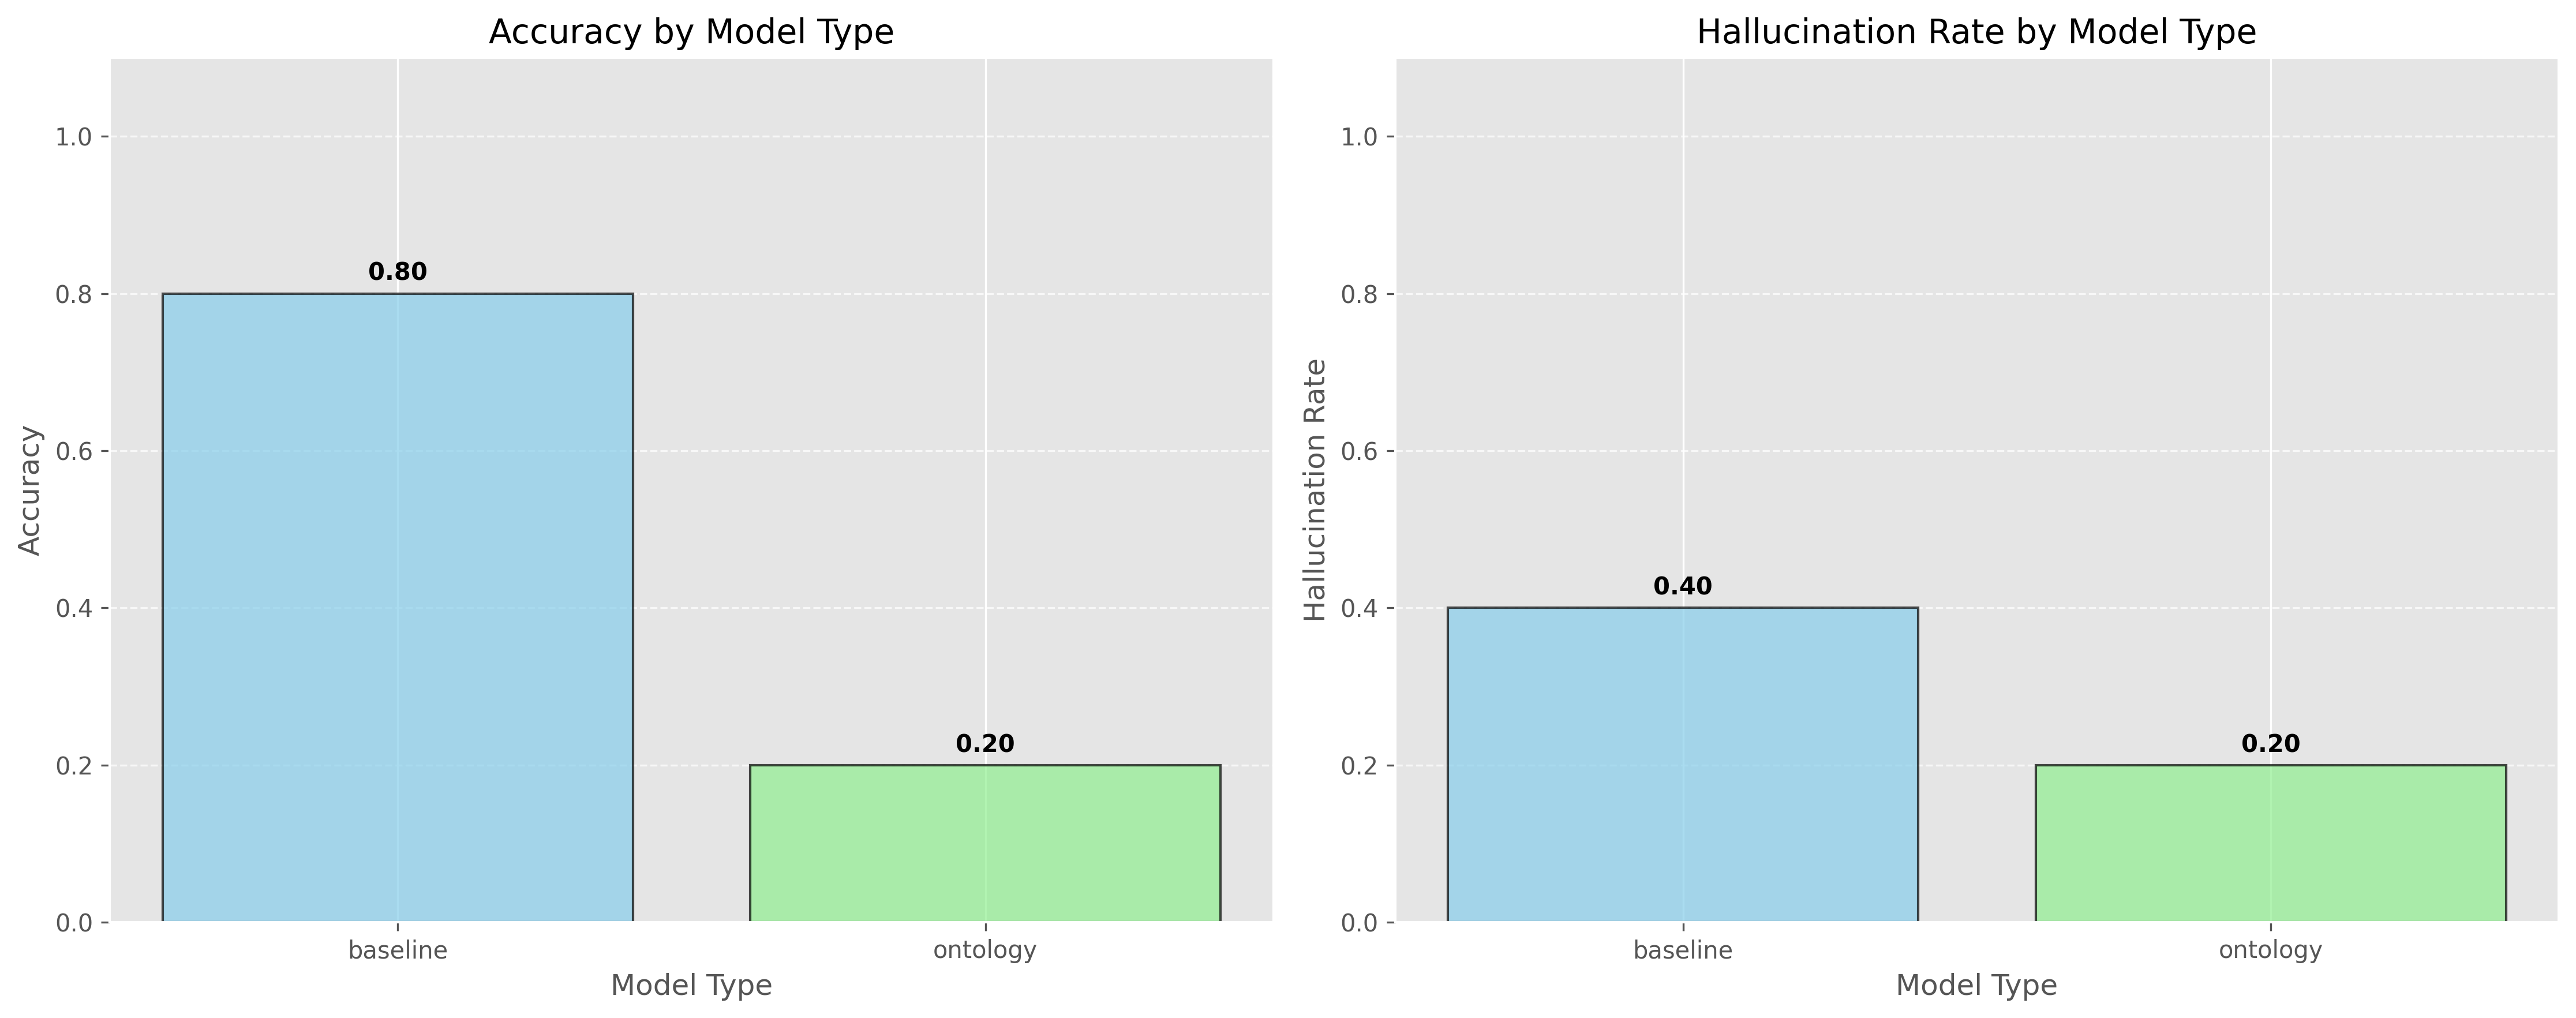 Accuracy by Model Type
Accuracy
1.0
0.8
0.6
0.4
0.2
0.0
0.80
0.20
baseline
ontology
Model Type
Hallucination Rate by Model Type
Hallucination Rate
1.0
0.8
0.6
0.4
0.2
0.0
0.40
0.20
baseline
ontology
Model Type